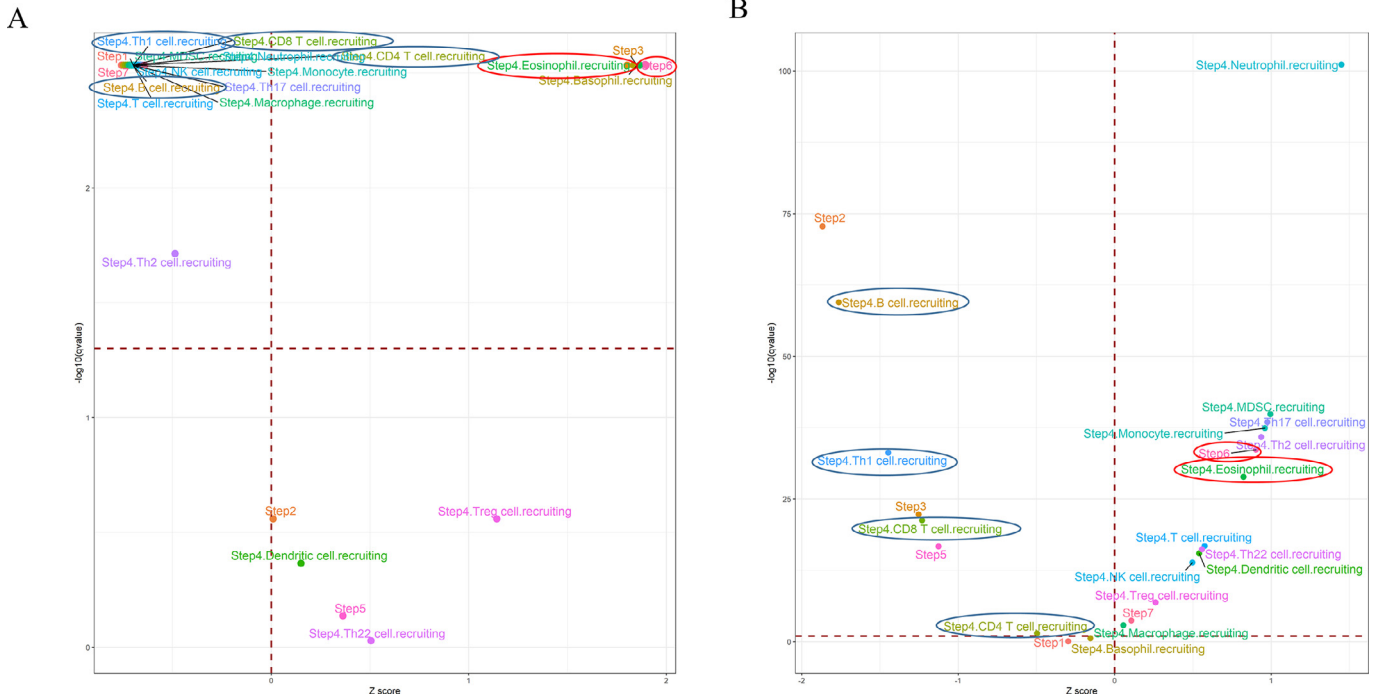 A
Step4.Th1 cell.recruiting
Step4.CD8 T cell.recruiting
Step1
Step4.MDSC.recruiting
Step4.Neutrophil.recruiting
Step4.CD4 T cell.recruiting
Step3
Step4.Eosinophil.recruiting
Step6
Step7
Step4.NK cell.recruiting
Step4.Monocyte.recruiting
Step4.Basophil.recruiting
Step4.B cell.recruiting
Step4.Th17 cell.recruiting
Step4.T cell.recruiting
Step4.Macrophage.recruiting
2
Step4.Th2 cell.recruiting
-log10(qvalue)
1
Step2
Step4.Treg cell.recruiting
Step4.Dendritic cell.recruiting
Step5
Step4.Th22 cell.recruiting
0
0
1
2
Z score
B
100
Step4.Neutrophil.recruiting
75
Step2
Step4.B cell.recruiting
50
-log10(qvalue)
Step4.MDSC.recruiting
Step4.Th17 cell.recruiting
Step4.Monocyte.recruiting
Step4.Th2 cell.recruiting
Step6
Step4.Th1 cell.recruiting
Step4.Eosinophil.recruiting
25
Step3
Step4.CD8 T cell.recruiting
Step5
Step4.T cell.recruiting
Step4.Th22 cell.recruiting
Step4.Dendritic cell.recruiting
Step4.NK cell.recruiting
Step4.Treg cell.recruiting
Step7
Step4.CD4 T cell.recruiting
Step4.Macrophage.recruiting
0
Step1
Step4.Basophil.recruiting
-2
-1
0
1
Z score